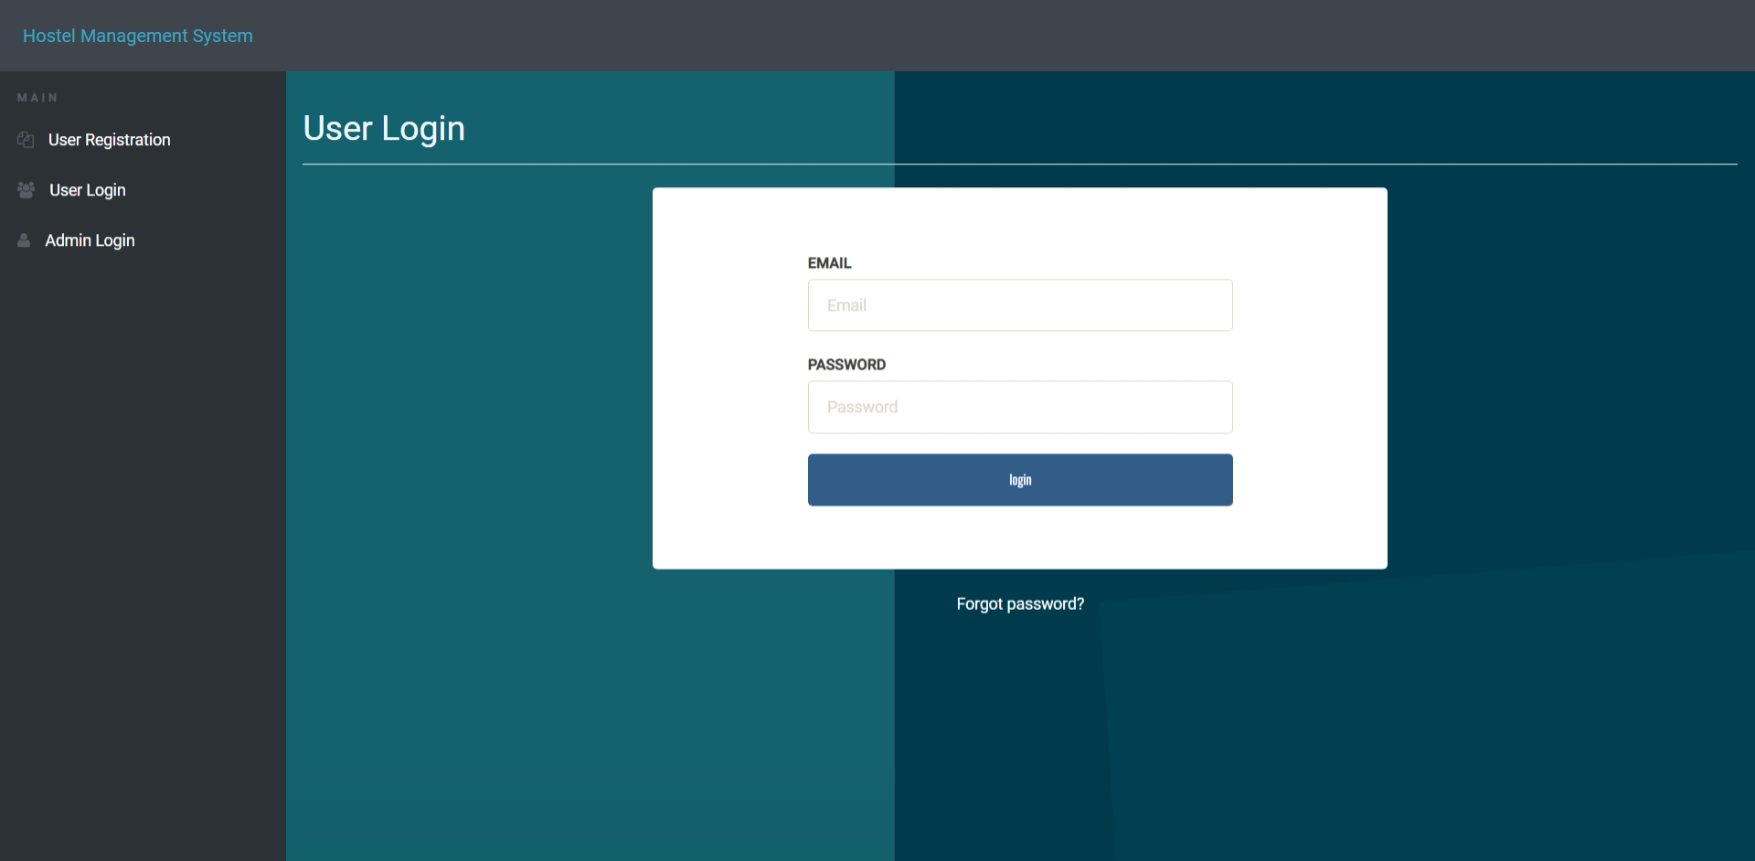 Hostel Management System
MAIN
User Registration
User Login
Admin Login
User Login
EMAIL
Email
PASSWORD
Password
login
Forgot password?